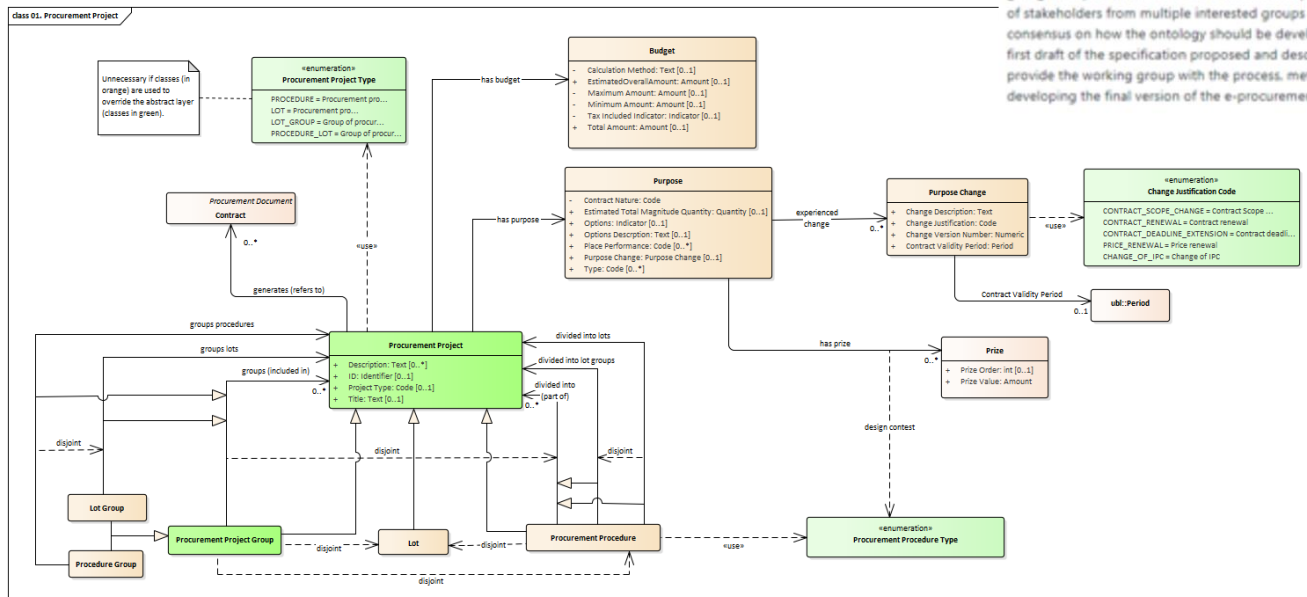 class 01. Procurement Project
of stakeholders from multiple interested groups
consensus on how the ontology should be devel
first draft of the specification proposed and desc
provide the working group with the process, me
developing the final version of the e-procuremen
Unnecessary if classes (in
orange) are used to
override the abstract layer
(classes in green).
«enumeration»
Procurement Project Type
PROCEDURE = Procurement pro...
LOT = Procurement pro...
LOT_GROUP = Group of procur...
PROCEDURE_LOT = Group of procur...
has budget
Budget
- Calculation Method: Text [0..1]
+ EstimatedOverallAmount: Amount [0..1]
- Maximum Amount: Amount [0..1]
- Minimum Amount: Amount [0..1]
- Tax Included Indicator: Indicator [0..1]
+ Total Amount: Amount [0..1]
Procurement Document
Contract
0..*
«use»
generates (refers to)
has purpose
Purpose
- Contract Nature: Code
+ Estimated Total Magnitude Quantity: Quantity [0..1]
+ Options: Indicator [0..1]
+ Options Descrption: Text [0..1]
+ Place Performance: Code [0..*]
+ Purpose Change: Purpose Change [0..1]
+ Type: Code [0..*]
experienced
change
0..*
Purpose Change
+ Change Description: Text
+ Change Justification: Code
+ Change Version Number: Numeric
+ Contract Validity Period: Period
«use»
«enumeration»
Change Justification Code
CONTRACT_SCOPE_CHANGE = Contract Scope ...
CONTRACT_RENEWAL = Contract renewal
CONTRACT_DEADLINE_EXTENSION = Contract deadli...
PRICE_RENEWAL = Price renewal
CHANGE_OF_IPC = Change of IPC
Contract Validity Period
0..1
ubl::Period
groups procedures
groups lots
groups (included in)
0..*
Procurement Project
+ Description: Text [0..*]
+ ID: Identifier [0..1]
+ Project Type: Code [0..1]
+ Title: Text [0..1]
divided into lots
divided into lot groups
divided into
(part of)
0..*
has prize
0..*
Prize
+ Prize Order: int [0..1]
+ Prize Value: Amount
design contest
disjoint
disjoint
disjoint
Lot Group
Procedure Group
Procurement Project Group
disjoint
Lot
disjoint
Procurement Procedure
disjoint
«use»
«enumeration»
Procurement Procedure Type